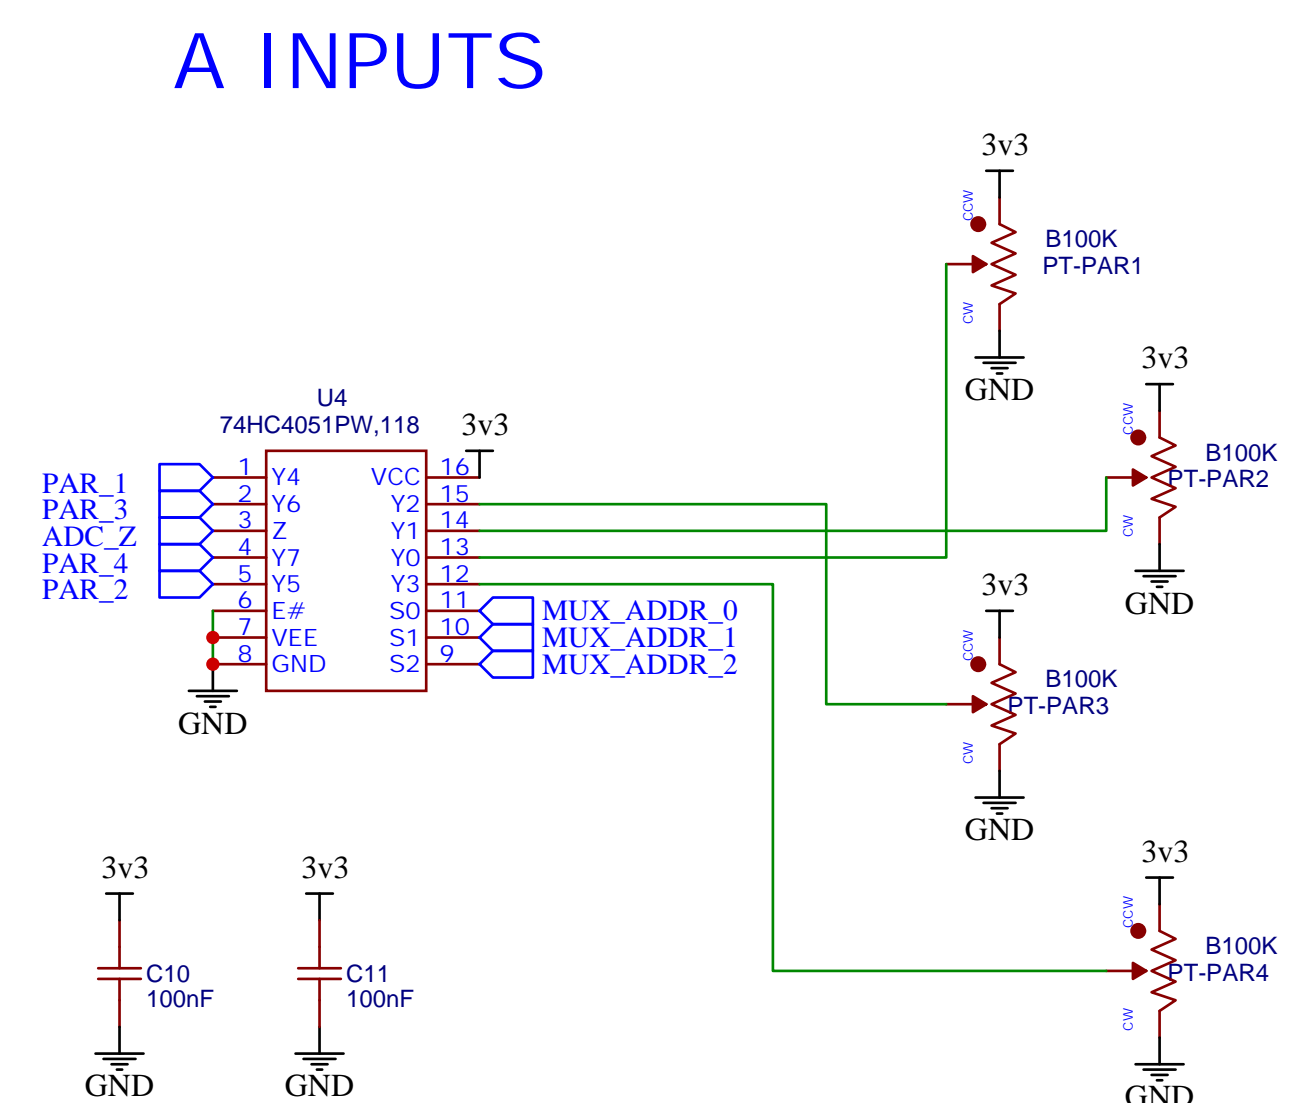 A INPUTS
3v3
CCW
B100K
PT-PAR1
CW
GND
3v3
CCW
B100K
PT-PAR2
CW
GND
U4
74HC4051PW,118
3v3
PAR_1 1 Y4 VCC 16
PAR_3 2 Y6 Y2 15
ADC_Z 3 Z Y1 14
PAR_4 4 Y7 Y0 13
PAR_2 5 Y5 Y3 12
6 E# S0 11 MUX_ADDR_0
7 VEE S1 10 MUX_ADDR_1
8 GND S2 9 MUX_ADDR_2
GND
3v3
CCW
B100K
PT-PAR3
CW
GND
3v3
C10
100nF
GND
3v3
C11
100nF
GND
3v3
CCW
B100K
PT-PAR4
CW
GND